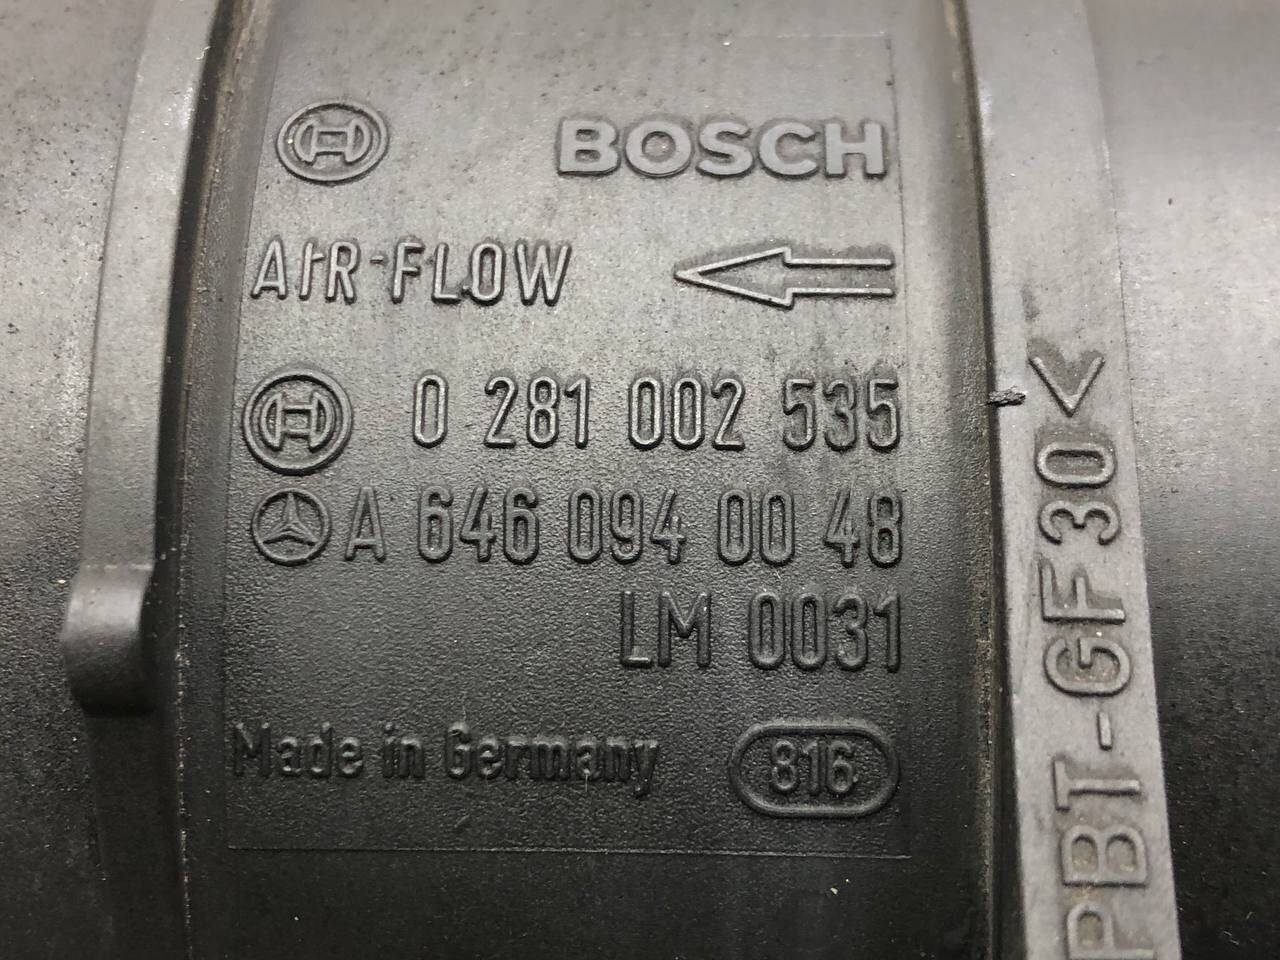 BOSCH
AIR-FLOW
0 281 002 535
A 646 094 00 48
LM 0031
Made in Germany
816
PBT-GF30<